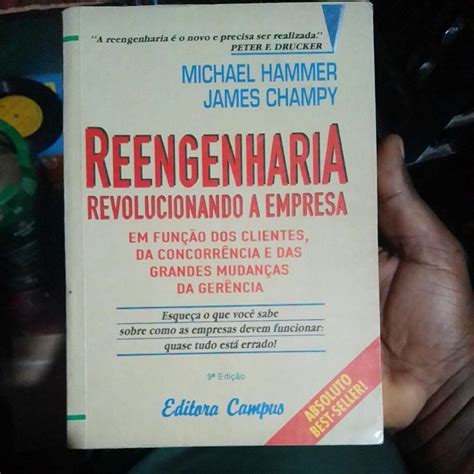 "A reengenharia é o novo e precisa ser realizada."
PETER F. DRUCKER
MICHAEL HAMMER
JAMES CHAMPY
REENGENHARIA
REVOLUCIONANDO A EMPRESA
EM FUNÇÃO DOS CLIENTES,
DA CONCORRÊNCIA E DAS
GRANDES MUDANÇAS
DA GERÊNCIA
Esqueça o que você sabe
sobre como as empresas devem funcionar:
quase tudo está errado!
9ª Edição
Editora Campus
ABSOLUTO
BEST-SELLER!